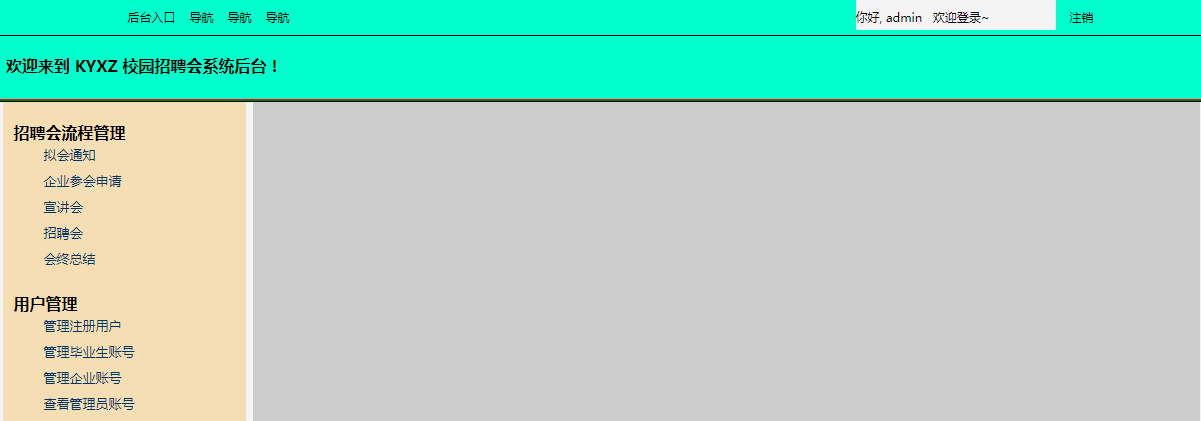 后台入口 导航 导航 导航 你好, admin 欢迎登录~ 注销
欢迎来到 KYXZ 校园招聘会系统后台！
招聘会流程管理
拟会通知
企业参会申请
宣讲会
招聘会
会终总结
用户管理
管理注册用户
管理毕业生账号
管理企业账号
查看管理员账号